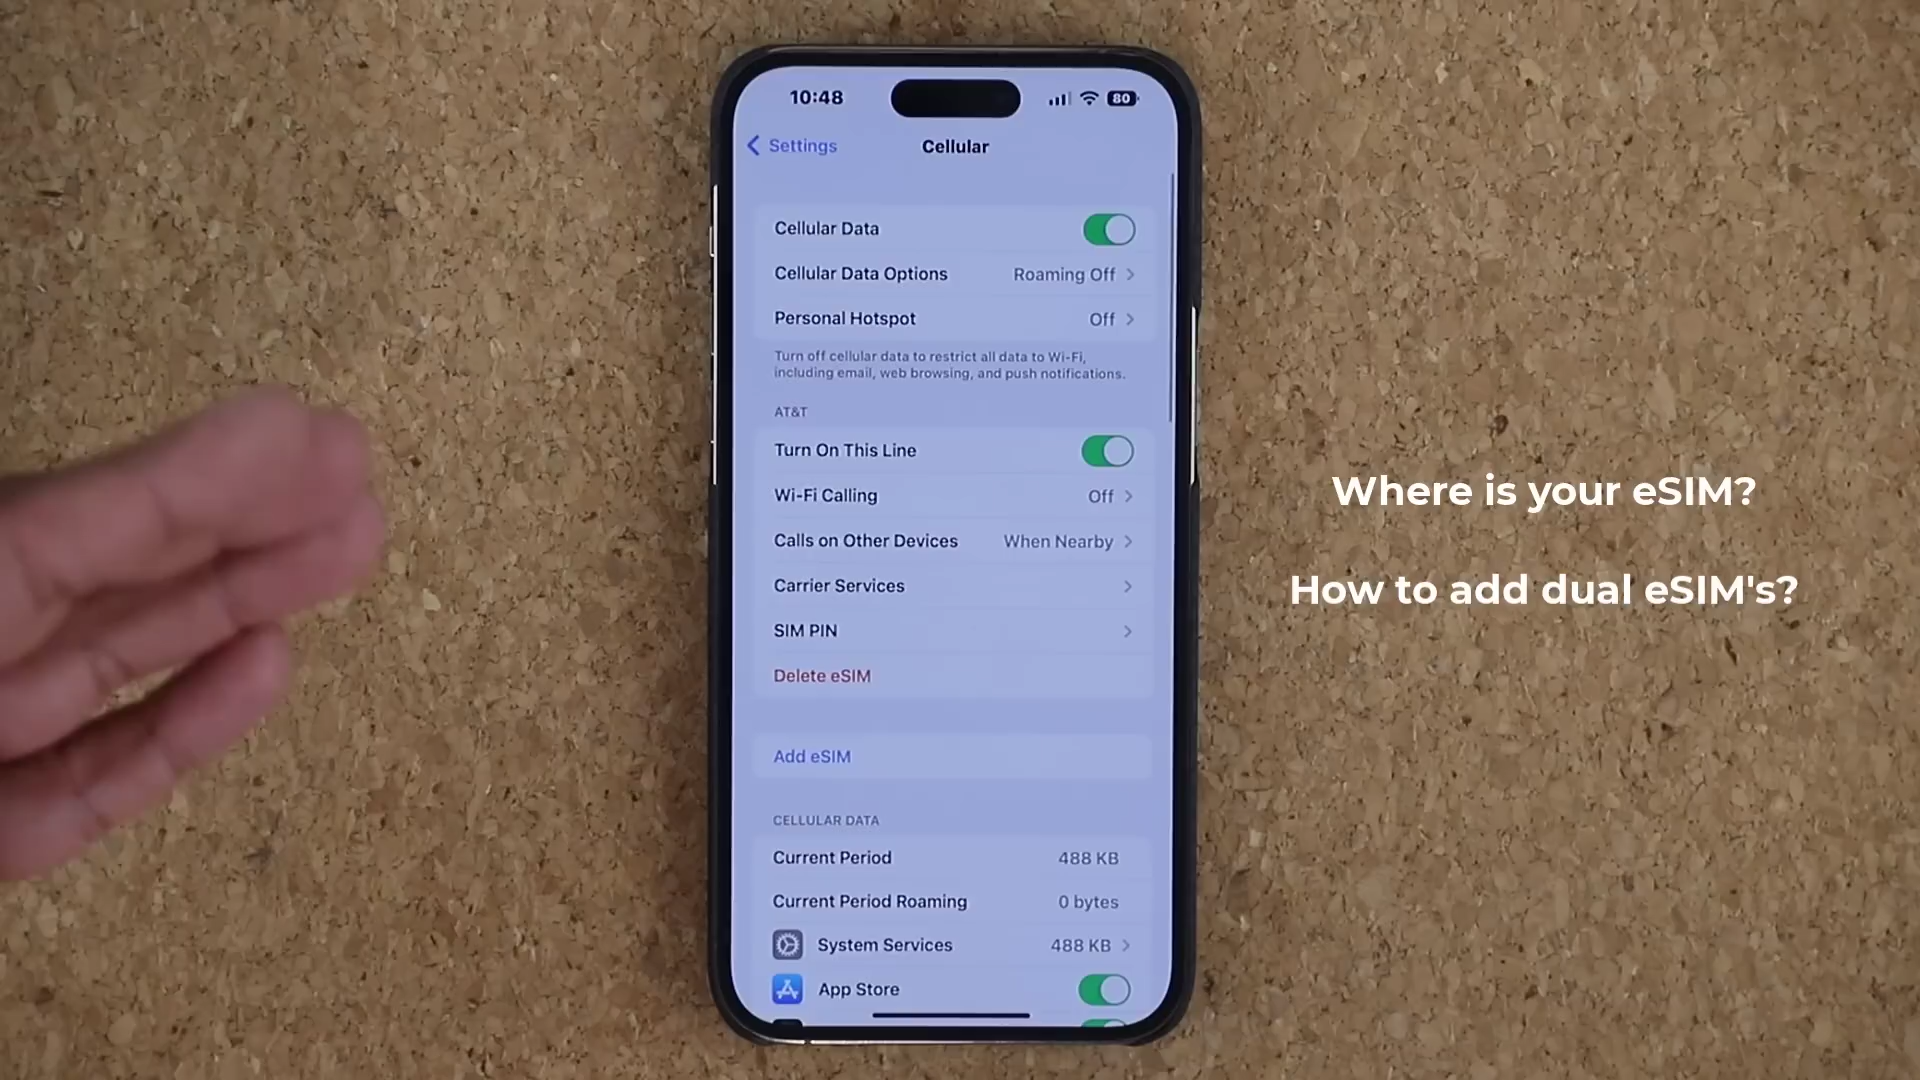 10:48
80
Settings
Cellular
Cellular Data
Cellular Data Options
Roaming Off
Personal Hotspot
Off
Turn off cellular data to restrict all data to Wi-Fi,
including email, web browsing, and push notifications.
AT&T
Turn On This Line
Wi-Fi Calling
Off
Calls on Other Devices
When Nearby
Carrier Services
SIM PIN
Delete eSIM
Add eSIM
CELLULAR DATA
Current Period
488 KB
Current Period Roaming
0 bytes
System Services
488 KB
App Store
Where is your eSIM?
How to add dual eSIM's?